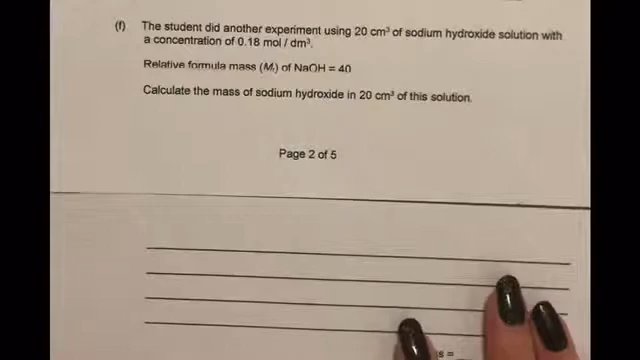 (f) The student did another experiment using 20 cm³ of sodium hydroxide solution with
a concentration of 0.18 mol / dm³.
Relative formula mass (Mᵣ) of NaOH = 40
Calculate the mass of sodium hydroxide in 20 cm³ of this solution.
Page 2 of 5
s =